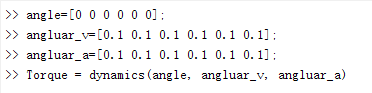 >> angle=[0 0 0 0 0 0];
>> angluar_v=[0.1 0.1 0.1 0.1 0.1 0.1];
>> angluar_a=[0.1 0.1 0.1 0.1 0.1 0.1];
>> Torque = dynamics(angle, angluar_v, angluar_a)